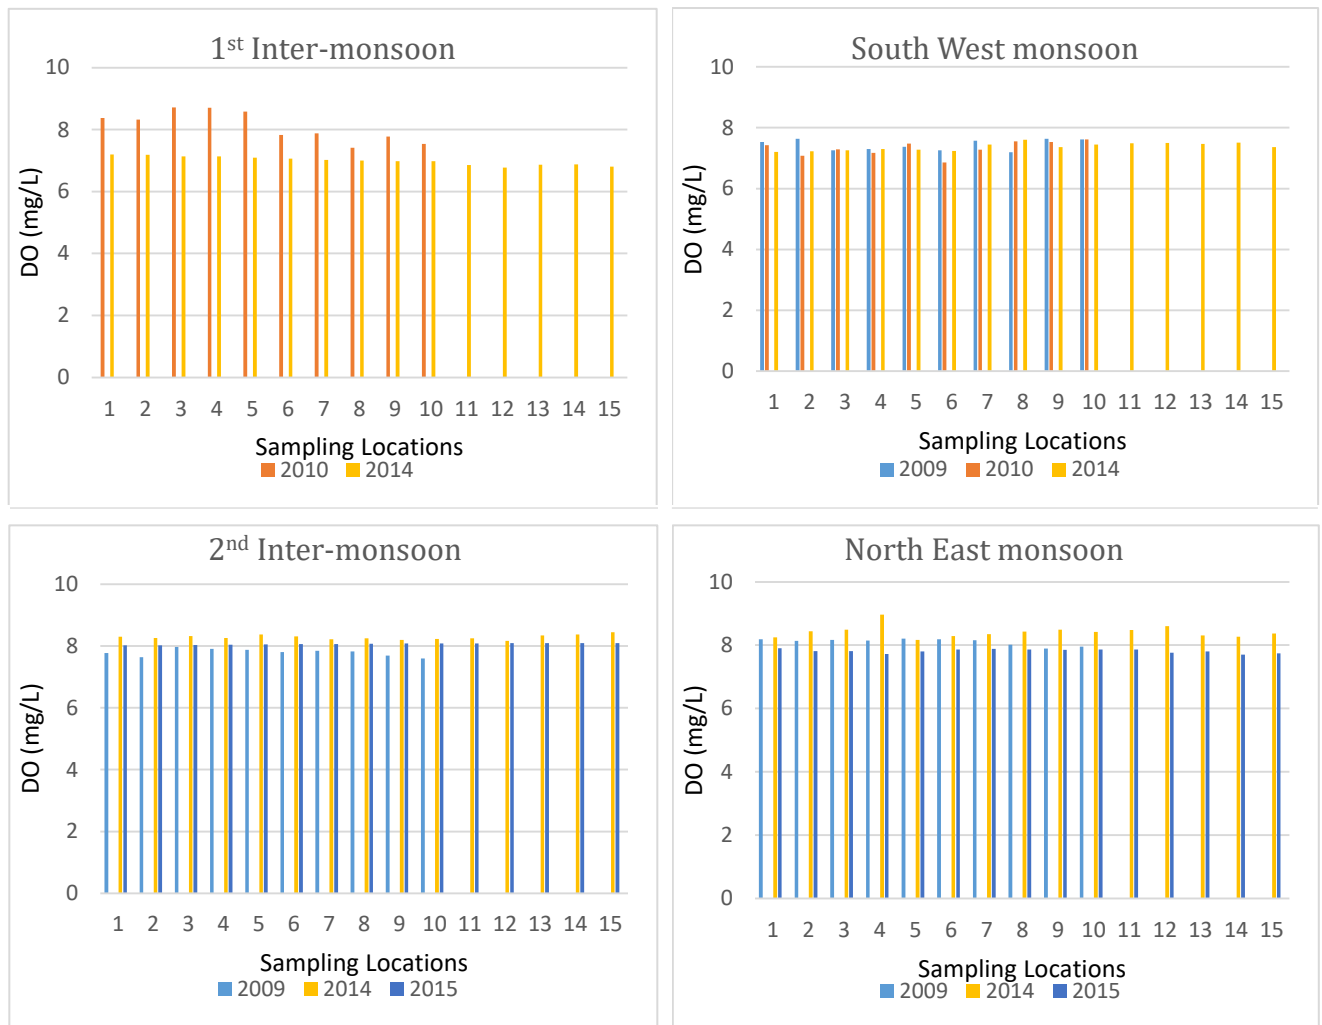 1st Inter-monsoon
10
8
6
4
2
0
DO (mg/L)
1 2 3 4 5 6 7 8 9 10 11 12 13 14 15
Sampling Locations
2010 2014
South West monsoon
10
8
6
4
2
0
DO (mg/L)
1 2 3 4 5 6 7 8 9 10 11 12 13 14 15
Sampling Locations
2009 2010 2014
2nd Inter-monsoon
10
8
6
4
2
0
DO (mg/L)
1 2 3 4 5 6 7 8 9 10 11 12 13 14 15
Sampling Locations
2009 2014 2015
North East monsoon
10
8
6
4
2
0
DO (mg/L)
1 2 3 4 5 6 7 8 9 10 11 12 13 14 15
Sampling Locations
2009 2014 2015